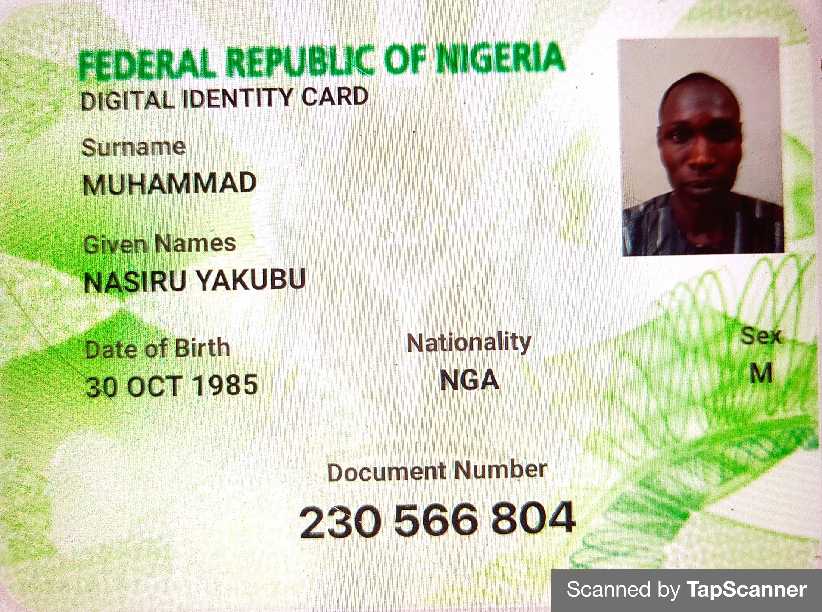 FEDERAL REPUBLIC OF NIGERIA
DIGITAL IDENTITY CARD
Surname
MUHAMMAD
Given Names
NASIRU YAKUBU
Date of Birth
30 OCT 1985
Nationality
NGA
Sex
M
Document Number
230 566 804
Scanned by TapScanner